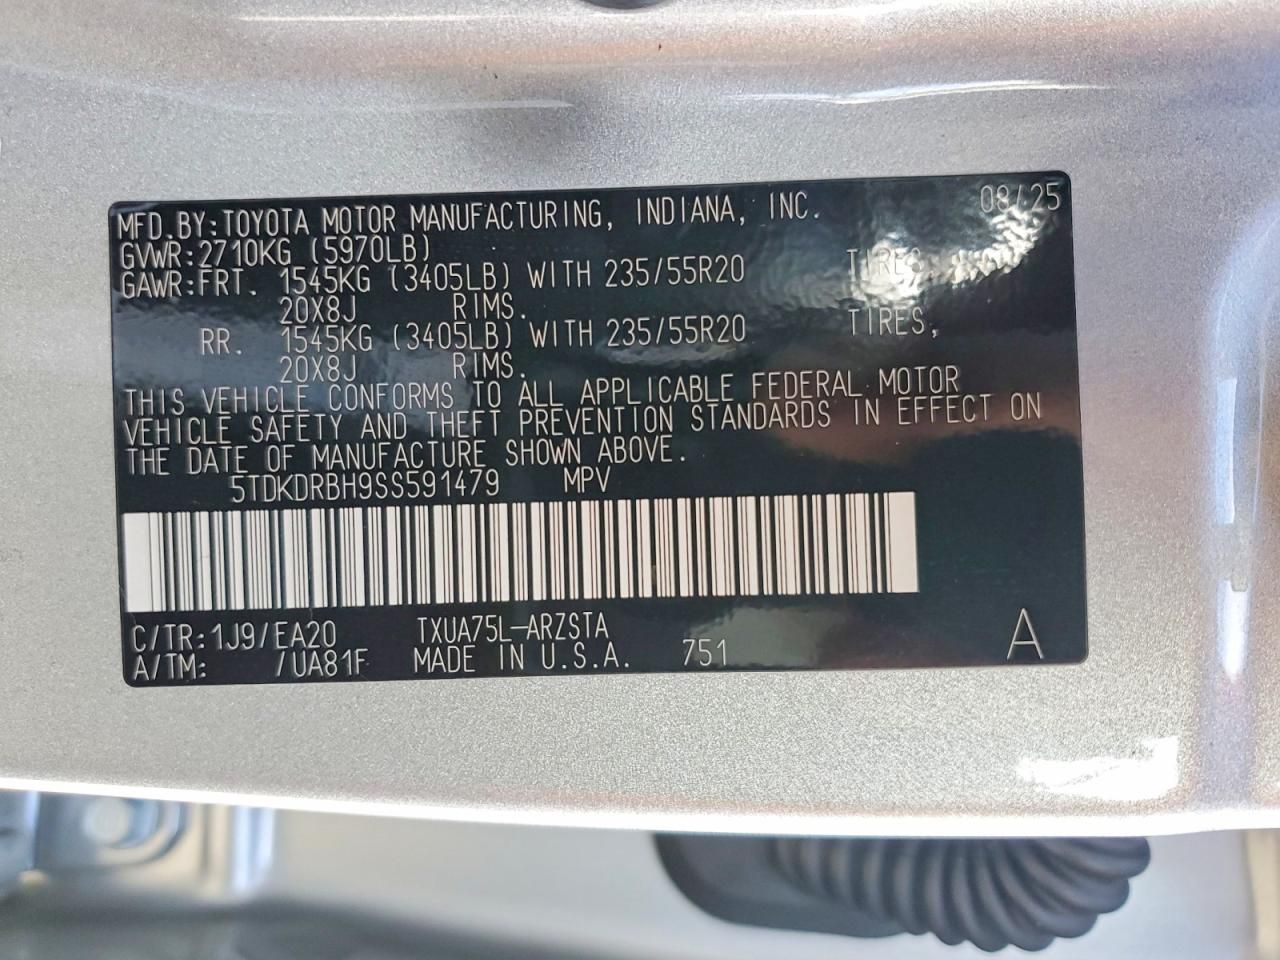 MFD.BY:TOYOTA MOTOR MANUFACTURING, INDIANA, INC. 08/25
GVWR:2710KG (5970LB)
GAWR:FRT. 1545KG (3405LB) WITH 235/55R20 TIRES,
20X8J RIMS.
RR. 1545KG (3405LB) WITH 235/55R20 TIRES,
20X8J RIMS.
THIS VEHICLE CONFORMS TO ALL APPLICABLE FEDERAL MOTOR
VEHICLE SAFETY AND THEFT PREVENTION STANDARDS IN EFFECT ON
THE DATE OF MANUFACTURE SHOWN ABOVE.
5TDKDRBH9SS591479 MPV
C/TR:1J9/EA20 TXUA75L-ARZSTA
A/TM: /UA81F MADE IN U.S.A. 751 A